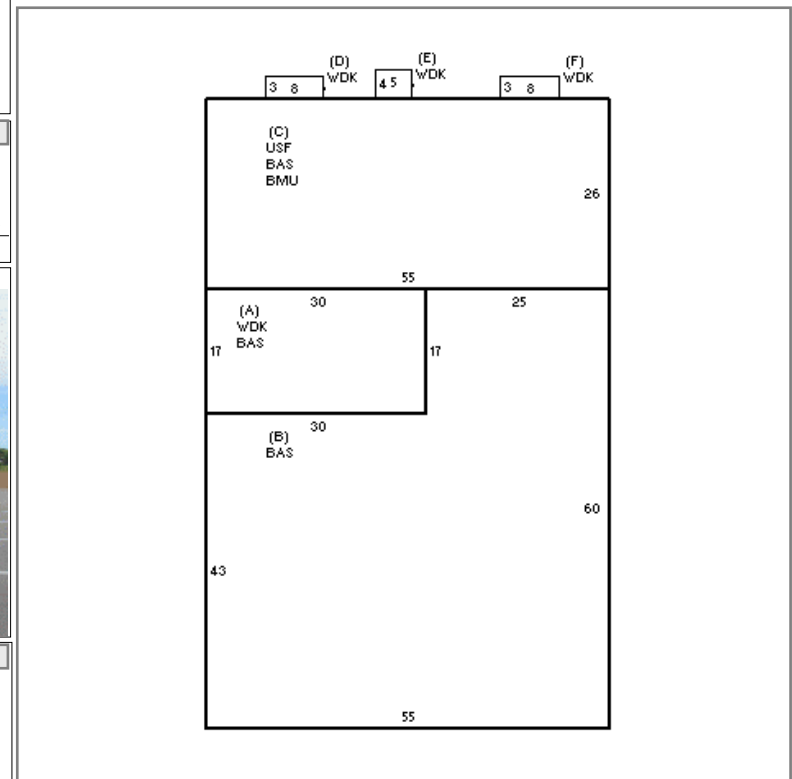 (D)
WDK
(E)
WDK
(F)
WDK
3 8
4 5
3 8
(C)
USF
BAS
BMU
26
55
30
25
(A)
WDK
BAS
17
17
30
(B)
BAS
60
43
55